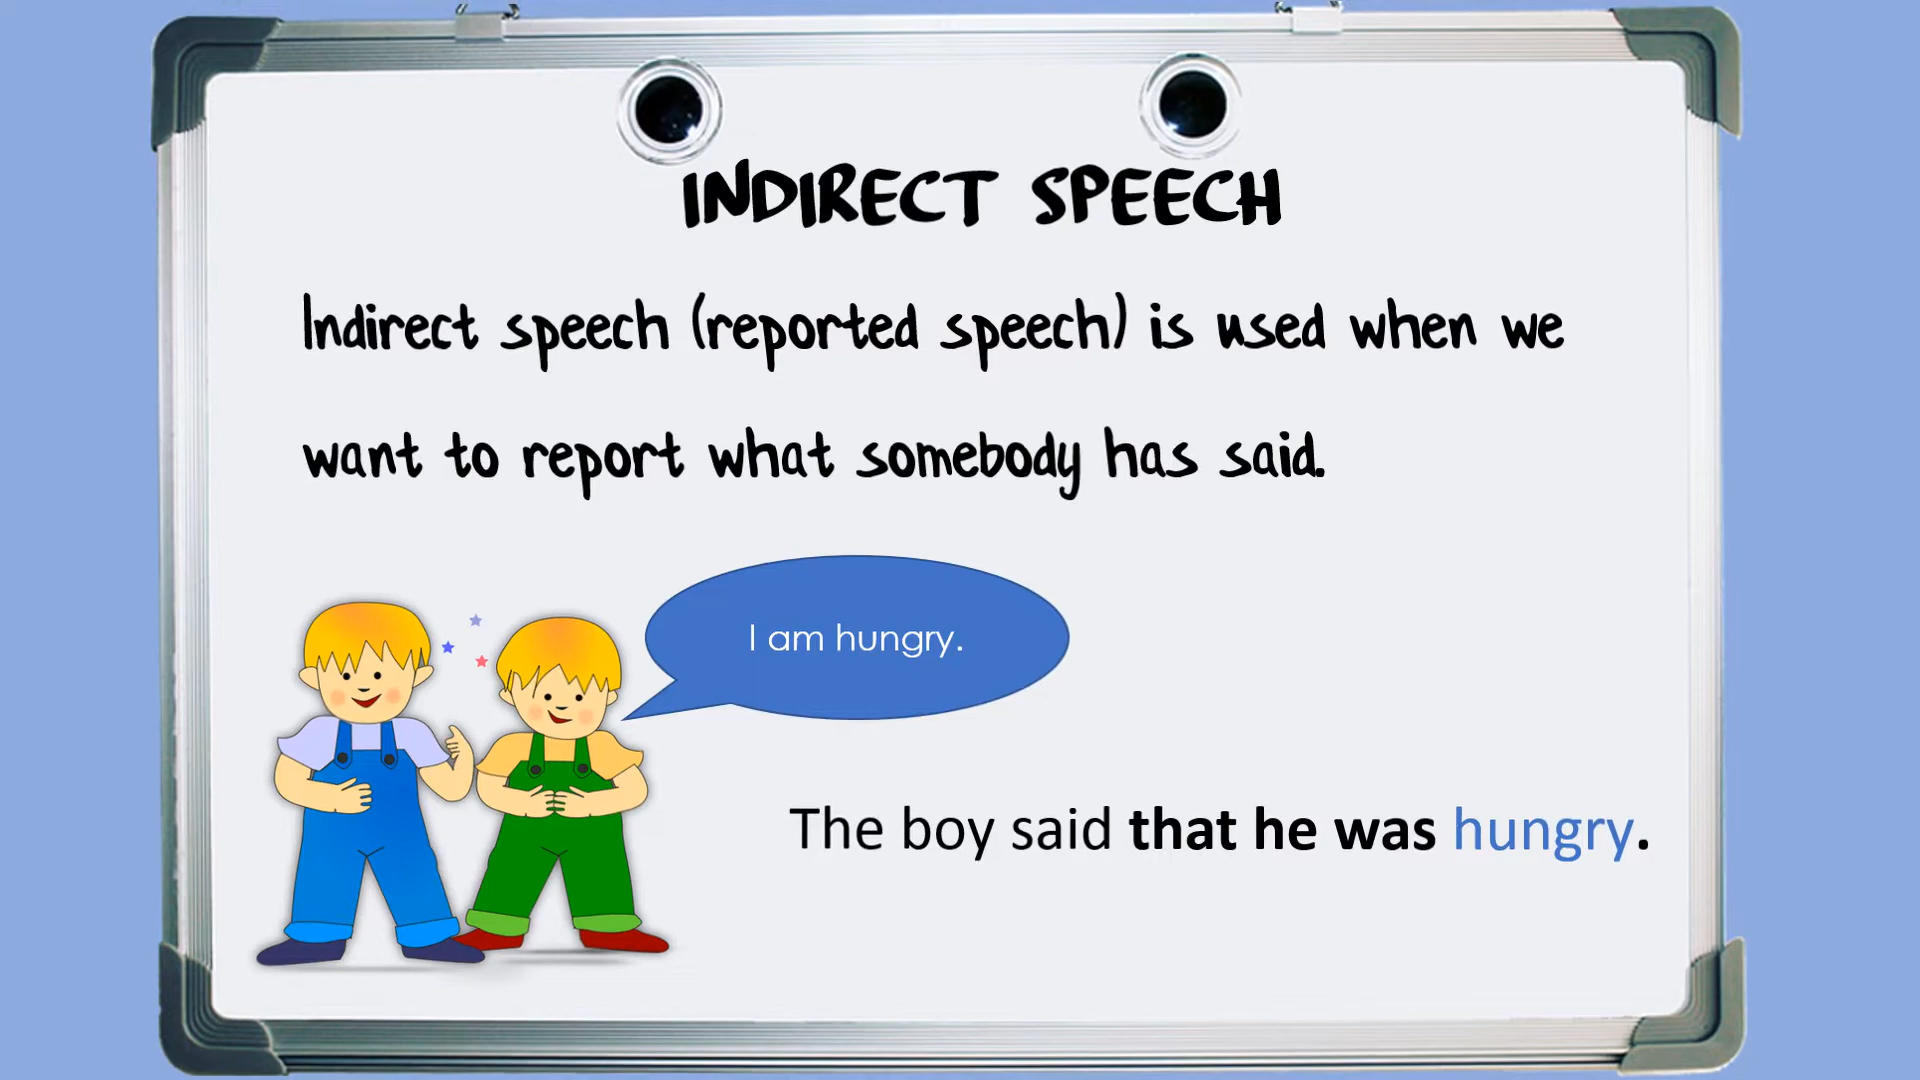 INDIRECT SPEECH
Indirect speech (reported speech) is used when we
want to report what somebody has said.
I am hungry.
The boy said that he was hungry.